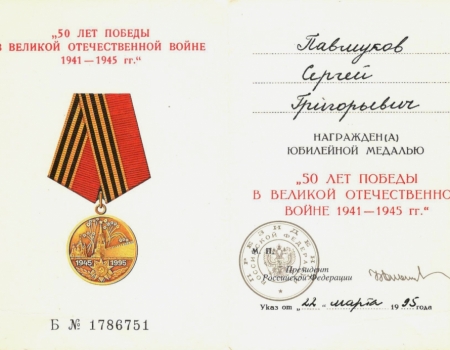 „50 ЛЕТ ПОБЕДЫ
В ВЕЛИКОЙ ОТЕЧЕСТВЕННОЙ ВОЙНЕ
1941—1945 гг.“
1945 1995
Б № 1786751
Павмуков
Сергей
Григорьевич
НАГРАЖДЕН(А)
ЮБИЛЕЙНОЙ МЕДАЛЬЮ
„50 ЛЕТ ПОБЕДЫ
В ВЕЛИКОЙ ОТЕЧЕСТВЕННО
ВОЙНЕ 1941—1945 гг.“
М. П.
Президент
Российской Федерации
Указ от „22“ марта 1995 года